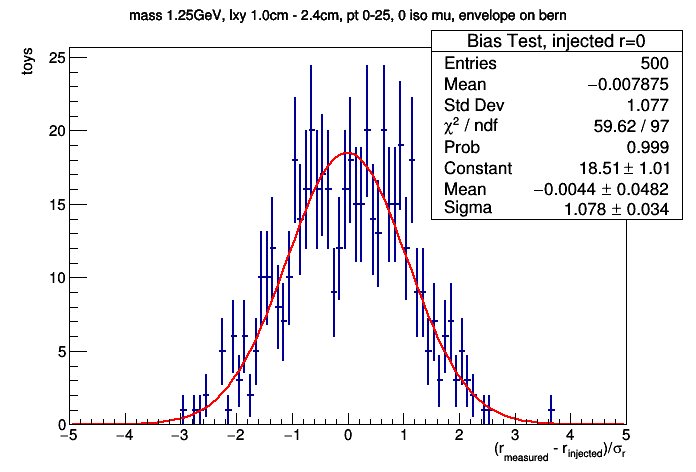 mass 1.25GeV, lxy 1.0cm - 2.4cm, pt 0-25, 0 iso mu, envelope on bern
toys
Bias Test, injected r=0
Entries 500
Mean −0.007875
Std Dev 1.077
χ² / ndf 59.62 / 97
Prob 0.999
Constant 18.51 ± 1.01
Mean −0.0044 ± 0.0482
Sigma 1.078 ± 0.034
25
20
15
10
5
0
−5 −4 −3 −2 −1 0 1 2 3 4 5
(r_measured - r_injected)/σ_r